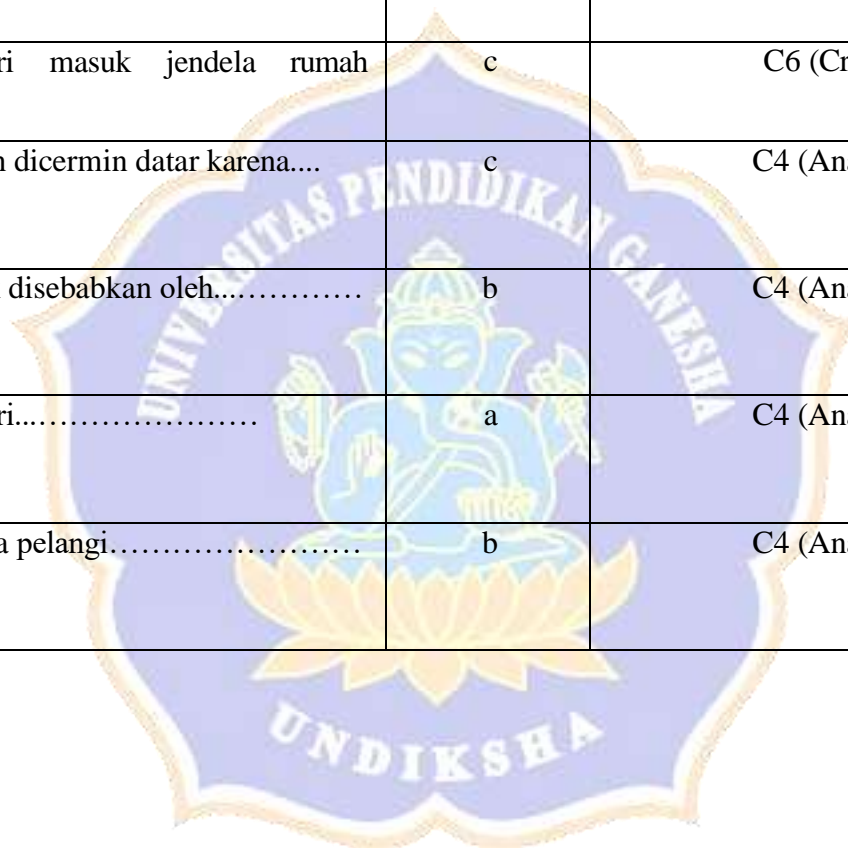 ri masuk jendela rumah c C6 (Cr
n dicermin datar karena.... c C4 (Ana
disebabkan oleh...………… b C4 (Ana
ri...………………… a C4 (Ana
a pelangi…………………… b C4 (Ana
UNIVERSITAS PENDIDIKAN GANESHA
UNDIKSHA